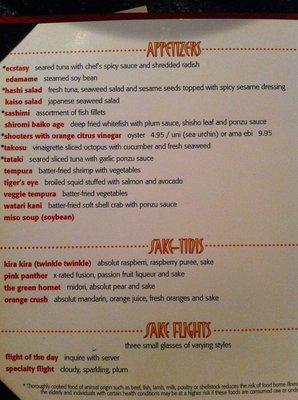 APPETIZERS
*ecstasy seared tuna with chef's spicy sauce and shredded radish
edamame steamed soy bean
*hashi salad fresh tuna, seaweed salad and sesame seeds topped with spicy sesame dressing
kaiso salad japanese seaweed salad
*sashimi assortment of fish fillets
shiromi baiko age deep fried whitefish with plum sauce, shisho leaf and ponzu sauce
*shooters with orange citrus vinegar oyster 4.95 / uni (sea urchin) or ama ebi 9.95
*takosu vinaigrette sliced octopus with cucumber and fresh seaweed
*tataki seared sliced tuna with garlic ponzu sauce
tempura batter-fried shrimp with vegetables
tiger's eye broiled squid stuffed with salmon and avocado
veggie tempura batter-fried vegetables
watari kani batter-fried soft shell crab with ponzu sauce
miso soup (soybean)
SAKE-TINIS
kira kira (twinkle twinkle) absolut raspberri, raspberry puree, sake
pink panther x-rated fusion, passion fruit liqueur and sake
the green hornet midori, absolut pear and sake
orange crush absolut mandarin, orange juice, fresh oranges and sake
SAKE FLIGHTS
three small glasses of varying styles
flight of the day inquire with server
specialty flight cloudy, sparkling, plum
* Thoroughly cooked food of animal origin such as beef, fish, lamb, milk, poultry or shellstock reduces the risk of food borne illness
the elderly and individuals with certain health conditions may be at a higher risk if these foods are consumed raw or